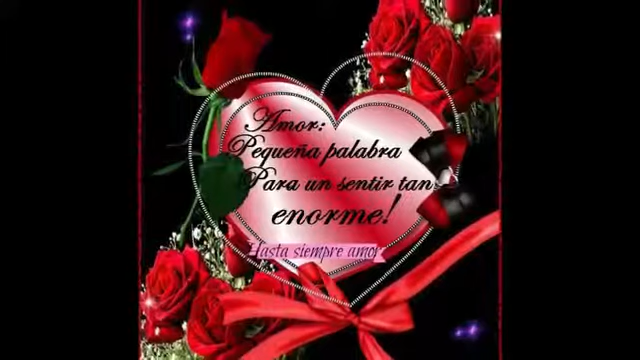 Amor:
Pequeña palabra
Para un sentir tan
enorme!
Hasta siempre amor